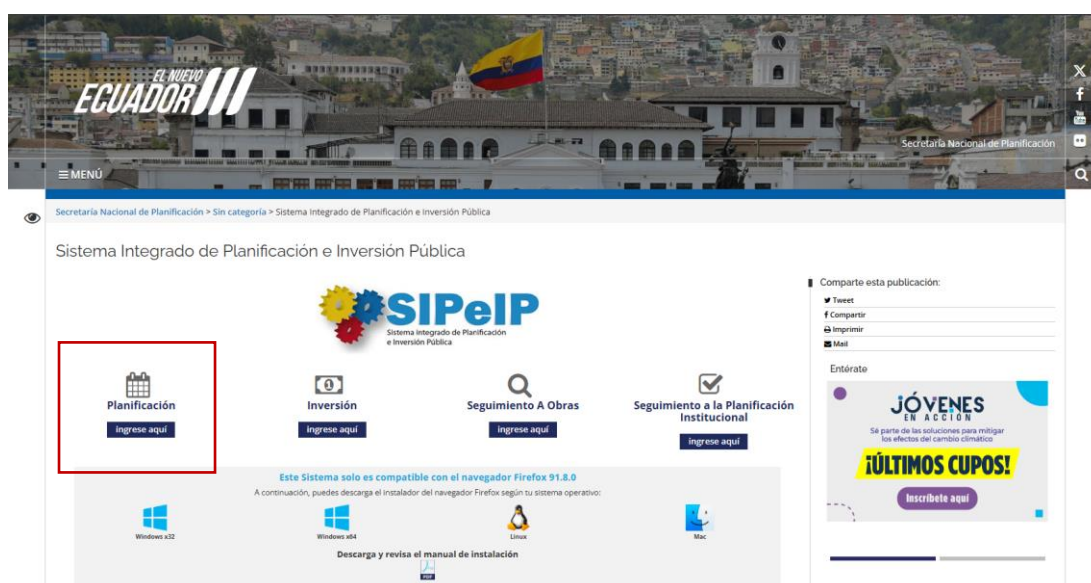 EL NUEVO
ECUADOR
Secretaría Nacional de Planificación
MENÚ
Secretaría Nacional de Planificación > Sin categoría > Sistema Integrado de Planificación e Inversión Pública
Sistema Integrado de Planificación e Inversión Pública
SIPeIP
Sistema Integrado de Planificación
e Inversión Pública
Planificación
ingrese aquí
Inversión
ingrese aquí
Seguimiento A Obras
ingrese aquí
Seguimiento a la Planificación
Institucional
ingrese aquí
Este Sistema solo es compatible con el navegador Firefox 91.8.0
A continuación, puedes descarga el instalador del navegador Firefox según tu sistema operativo:
Windows x32
Windows x64
Linux
Mac
Descarga y revisa el manual de instalación
PDF
Comparte esta publicación:
Tweet
Compartir
Imprimir
Mail
Entérate
JÓVENES
EN ACCIÓN
Sé parte de las soluciones para mitigar
los efectos del cambio climático
¡ÚLTIMOS CUPOS!
Inscríbete aquí